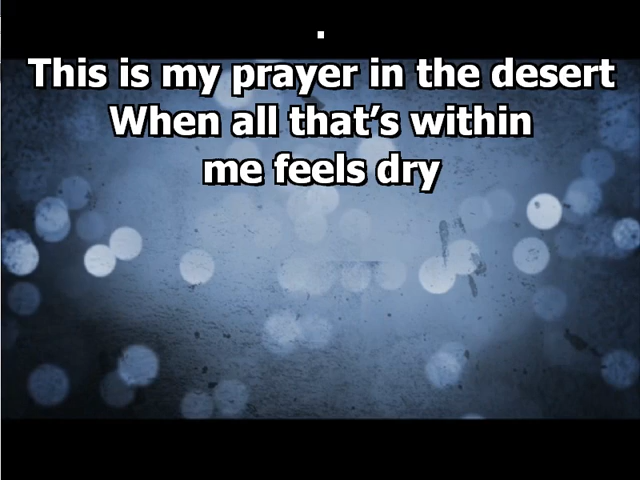 .
This is my prayer in the desert
When all that’s within
me feels dry